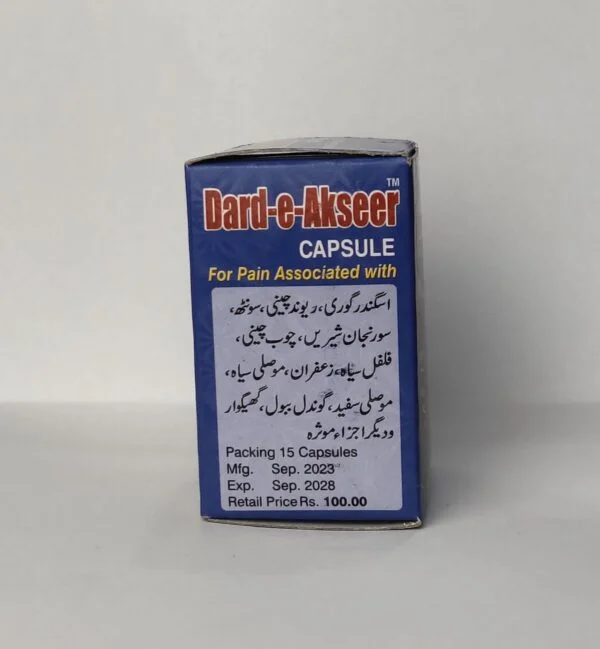 Dard-e-Akseer™
CAPSULE
For Pain Associated with
اسگندرگوری، ریوند چینی، سونٹھ،
سورنجان شیریں، چوب چینی،
فلفل سیاہ، زعفران، موصلی سیاہ،
موصلی سفید، گوندل ببول، گھیگوار
ودیگر اجزاء موثرہ
Packing 15 Capsules
Mfg. Sep. 2023
Exp. Sep. 2028
Retail Price Rs. 100.00